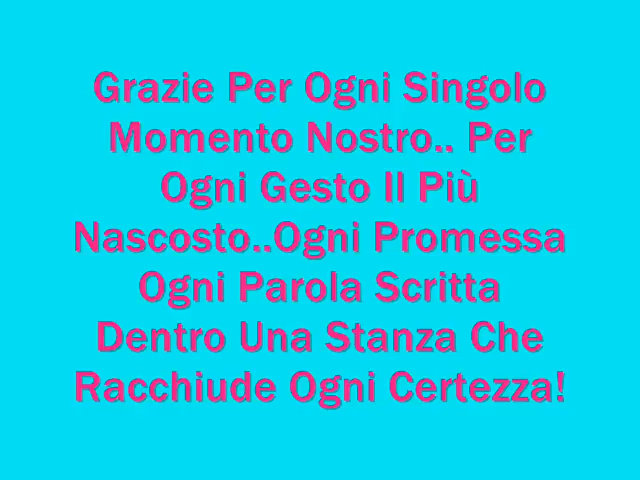 Grazie Per Ogni Singolo
Momento Nostro.. Per
Ogni Gesto Il Più
Nascosto..Ogni Promessa
Ogni Parola Scritta
Dentro Una Stanza Che
Racchiude Ogni Certezza!